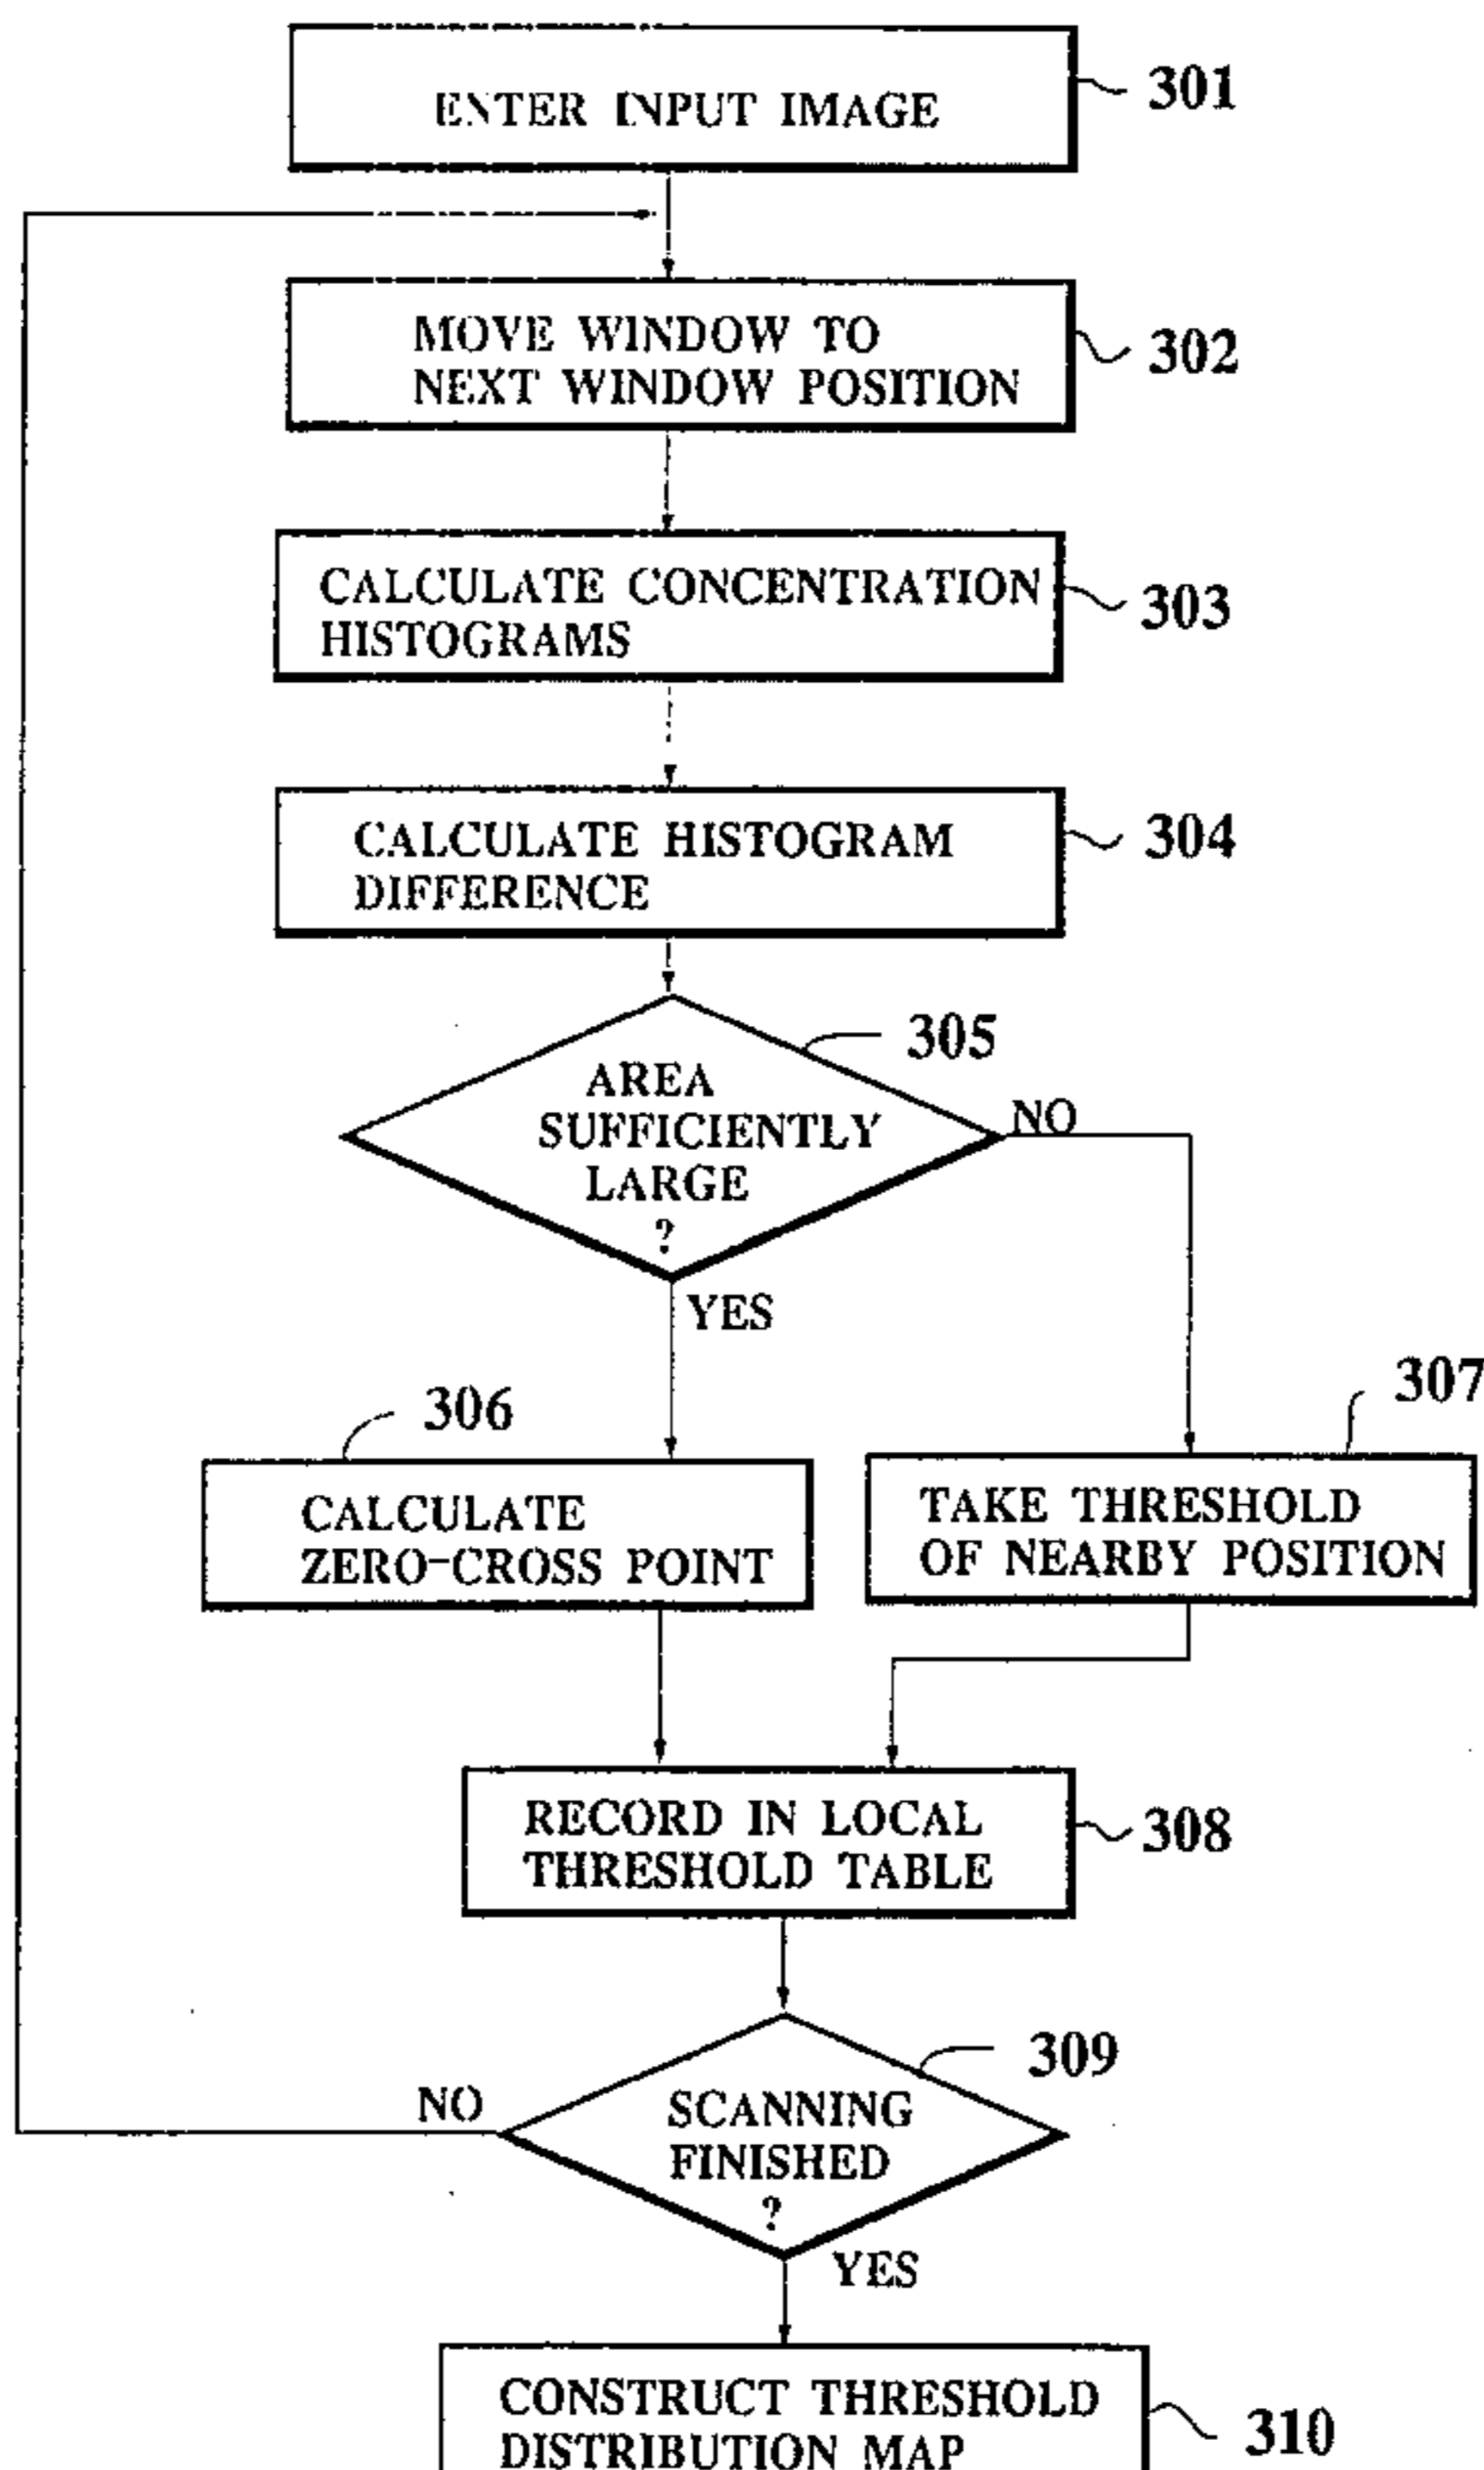 ENTER INPUT IMAGE
301
MOVE WINDOW TO
NEXT WINDOW POSITION
302
CALCULATE CONCENTRATION
HISTOGRAMS
303
CALCULATE HISTOGRAM
DIFFERENCE
304
305
AREA
SUFFICIENTLY
LARGE
?
NO
YES
306
CALCULATE
ZERO-CROSS POINT
307
TAKE THRESHOLD
OF NEARBY POSITION
RECORD IN LOCAL
THRESHOLD TABLE
308
309
NO
SCANNING
FINISHED
?
YES
CONSTRUCT THRESHOLD
DISTRIBUTION MAP
310